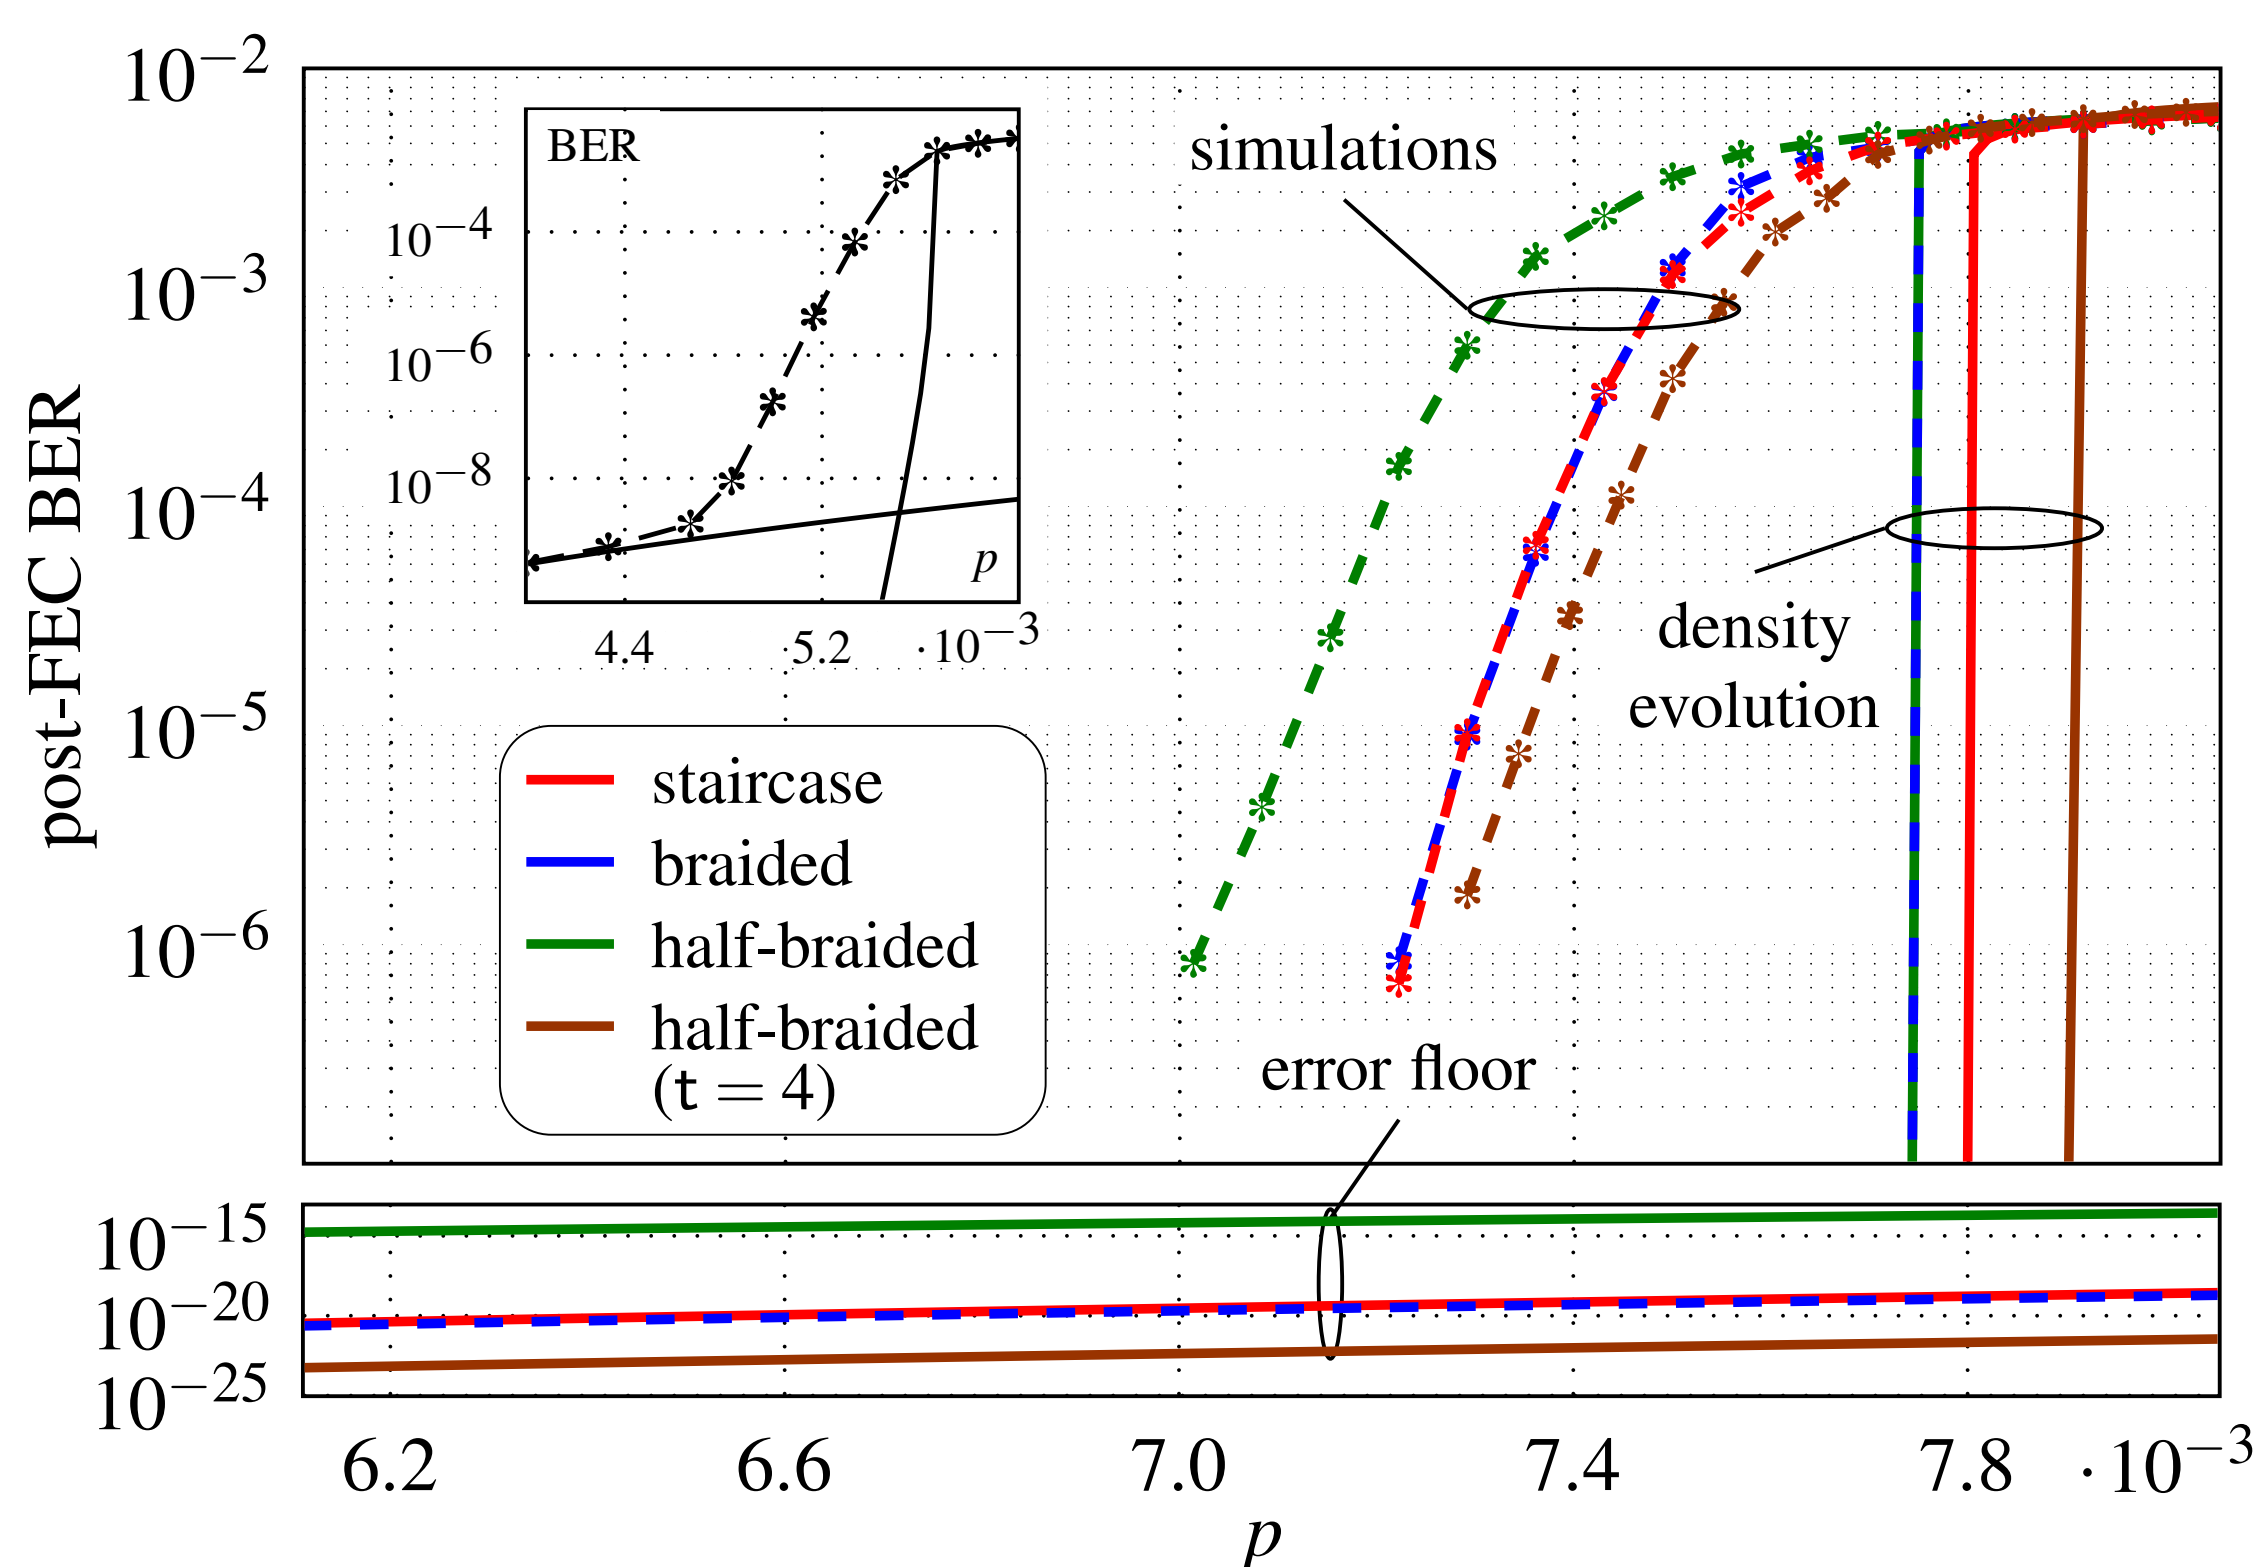 10−2
10−3
10−4
10−5
10−6
post-FEC BER
BER
10−4
10−6
10−8
p
4.4
5.2
·10−3
simulations
density
evolution
staircase
braided
half-braided
half-braided
(t = 4)
error floor
10−15
10−20
10−25
6.2
6.6
7.0
7.4
7.8
·10−3
p